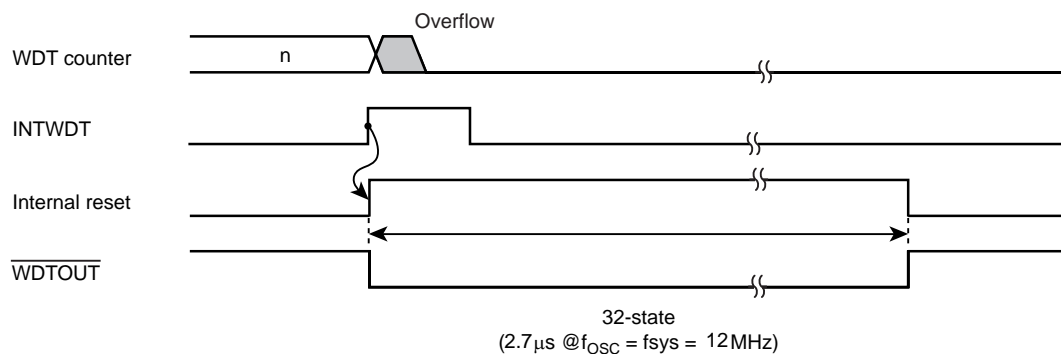 Overflow
WDT counter
n
INTWDT
Internal reset
WDTOUT
32-state
(2.7μs @fOSC = fsys = 12MHz)